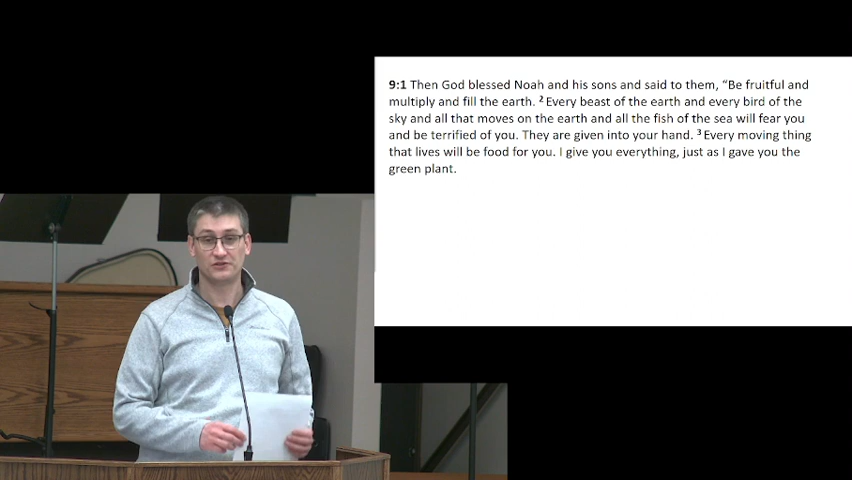 9:1 Then God blessed Noah and his sons and said to them, “Be fruitful and
multiply and fill the earth. 2 Every beast of the earth and every bird of the
sky and all that moves on the earth and all the fish of the sea will fear you
and be terrified of you. They are given into your hand. 3 Every moving thing
that lives will be food for you. I give you everything, just as I gave you the
green plant.